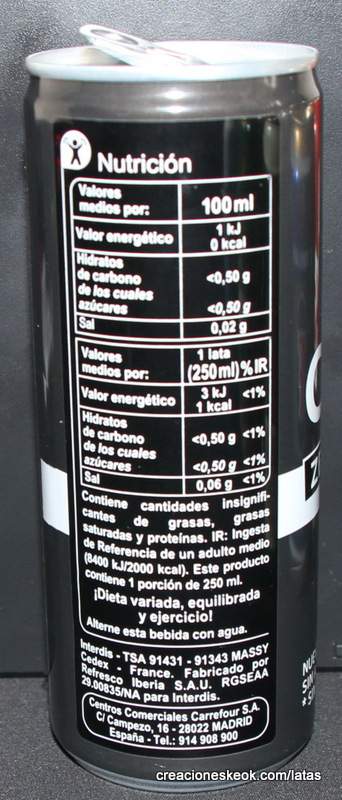 Nutrición
Valores
medios por: 100 ml
Valor energético 1 kJ
0 kcal
Hidratos
de carbono <0,50 g
de los cuales
azúcares <0,50 g
Sal 0,02 g
Valores 1 lata
medios por: (250 ml) %IR
Valor energético 3 kJ <1%
1 kcal
Hidratos
de carbono <0,50 g <1%
de los cuales
azúcares <0,50 g <1%
Sal 0,06 g <1%
Contiene cantidades insignifi-
cantes de grasas, grasas
saturadas y proteínas. IR: Ingesta
de Referencia de un adulto medio
(8400 kJ/2000 kcal). Este producto
contiene 1 porción de 250 ml.
¡Dieta variada, equilibrada
y ejercicio!
Alterne esta bebida con agua.
Interdis - TSA 91431 - 91343 MASSY
Cedex - France. Fabricado por
Refresco Iberia S.A.U. RGSEAA
29.00835/NA para Interdis.
Centros Comerciales Carrefour S.A.
C/ Campezo, 16 - 28022 MADRID
España - Tel.: 914 908 900
creacioneskeok.com/latas